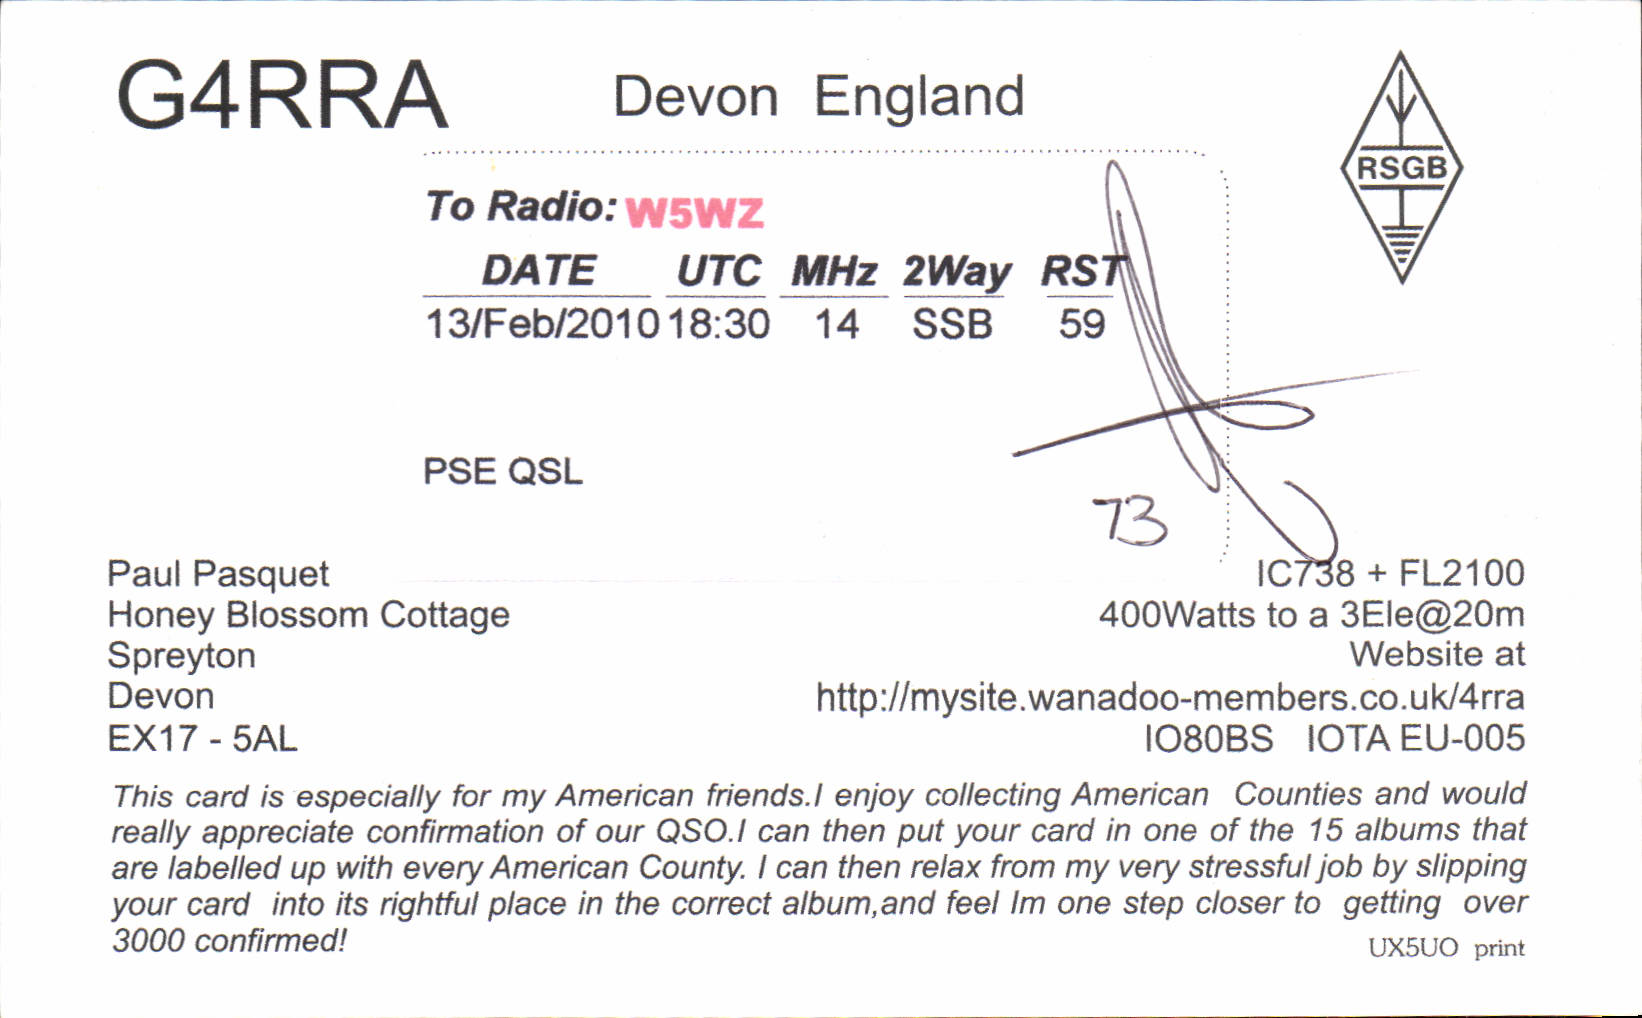 G4RRA
Devon England
RSGB
To Radio: W5WZ
DATE UTC MHz 2Way RST
13/Feb/2010 18:30 14 SSB 59
PSE QSL
73
Paul Pasquet
Honey Blossom Cottage
Spreyton
Devon
EX17 - 5AL
IC738 + FL2100
400Watts to a 3Ele@20m
Website at
http://mysite.wanadoo-members.co.uk/4rra
IO80BS IOTA EU-005
This card is especially for my American friends.I enjoy collecting American Counties and would
really appreciate confirmation of our QSO.I can then put your card in one of the 15 albums that
are labelled up with every American County. I can then relax from my very stressful job by slipping
your card into its rightful place in the correct album,and feel Im one step closer to getting over
3000 confirmed!
UX5UO print